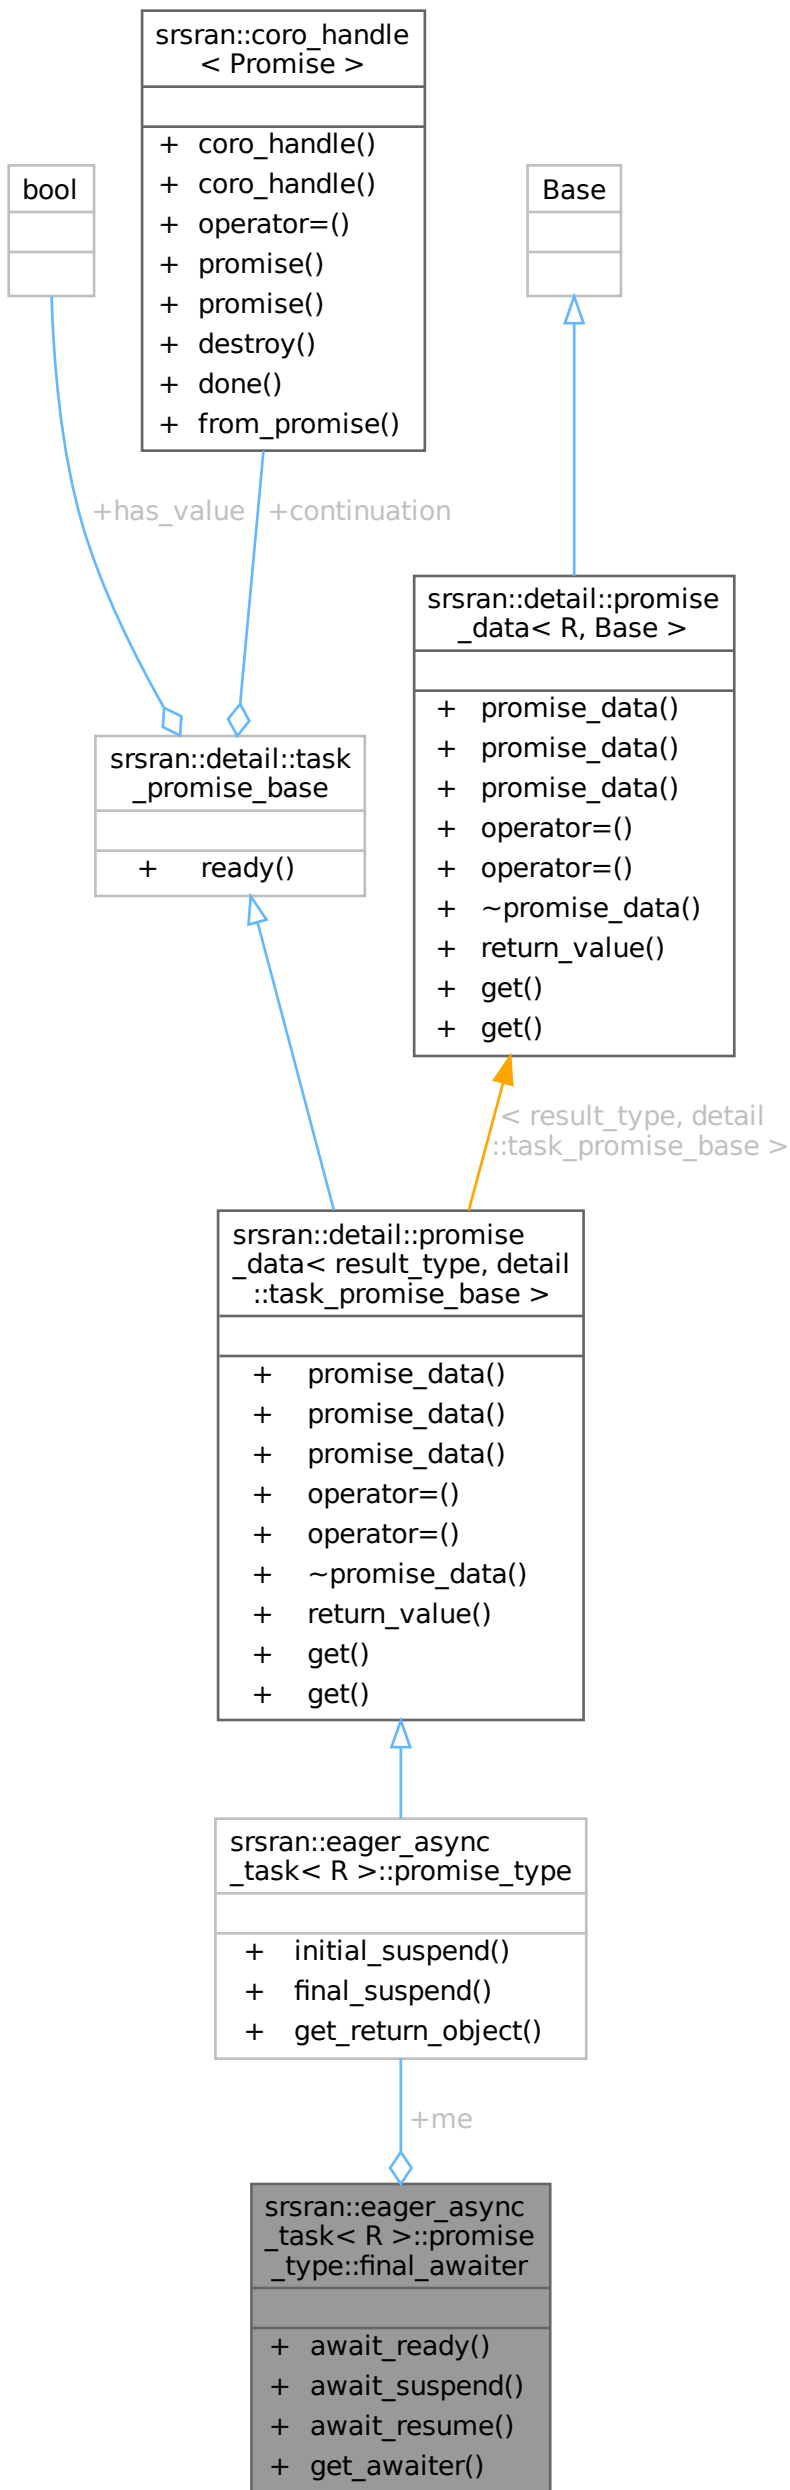 srsran::coro_handle
< Promise >
+ coro_handle()
+ coro_handle()
+ operator=()
+ promise()
+ promise()
+ destroy()
+ done()
+ from_promise()
bool
Base
+has_value
+continuation
srsran::detail::promise
_data< R, Base >
+ promise_data()
+ promise_data()
+ promise_data()
+ operator=()
+ operator=()
+ ~promise_data()
+ return_value()
+ get()
+ get()
srsran::detail::task
_promise_base
+ ready()
< result_type, detail
::task_promise_base >
srsran::detail::promise
_data< result_type, detail
::task_promise_base >
+ promise_data()
+ promise_data()
+ promise_data()
+ operator=()
+ operator=()
+ ~promise_data()
+ return_value()
+ get()
+ get()
srsran::eager_async
_task< R >::promise_type
+ initial_suspend()
+ final_suspend()
+ get_return_object()
+me
srsran::eager_async
_task< R >::promise
_type::final_awaiter
+ await_ready()
+ await_suspend()
+ await_resume()
+ get_awaiter()